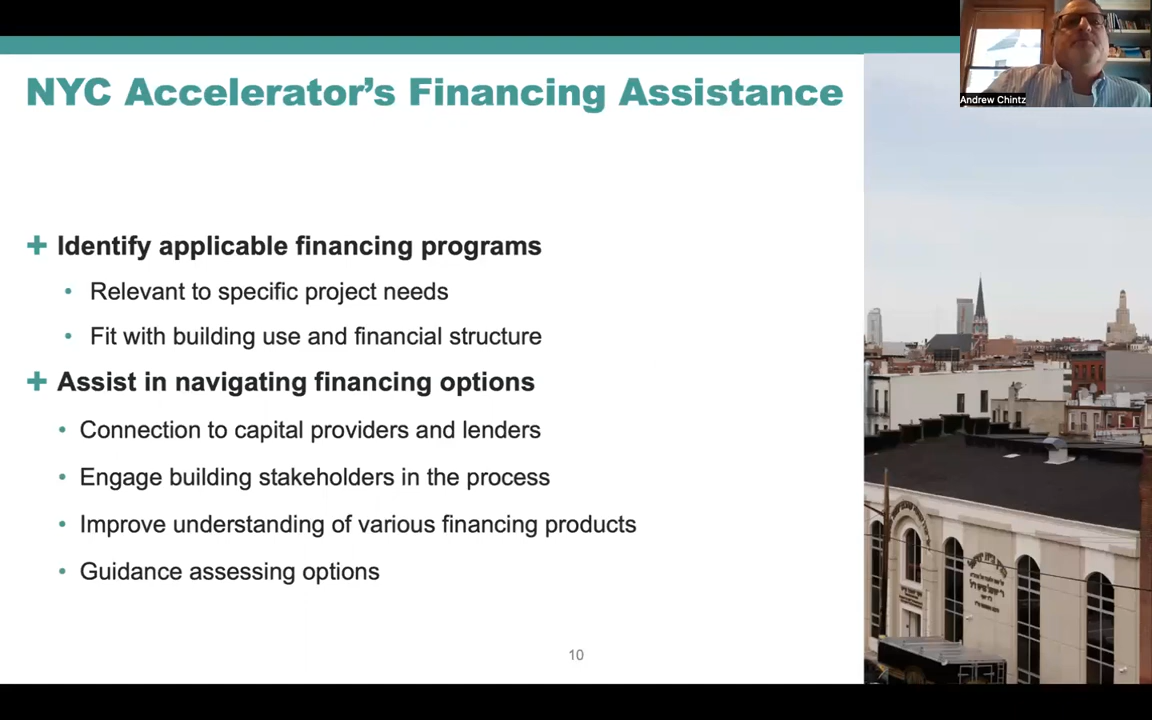 NYC Accelerator's Financing Assistance
Andrew Chintz
✚ Identify applicable financing programs
• Relevant to specific project needs
• Fit with building use and financial structure
✚ Assist in navigating financing options
• Connection to capital providers and lenders
• Engage building stakeholders in the process
• Improve understanding of various financing products
• Guidance assessing options
10